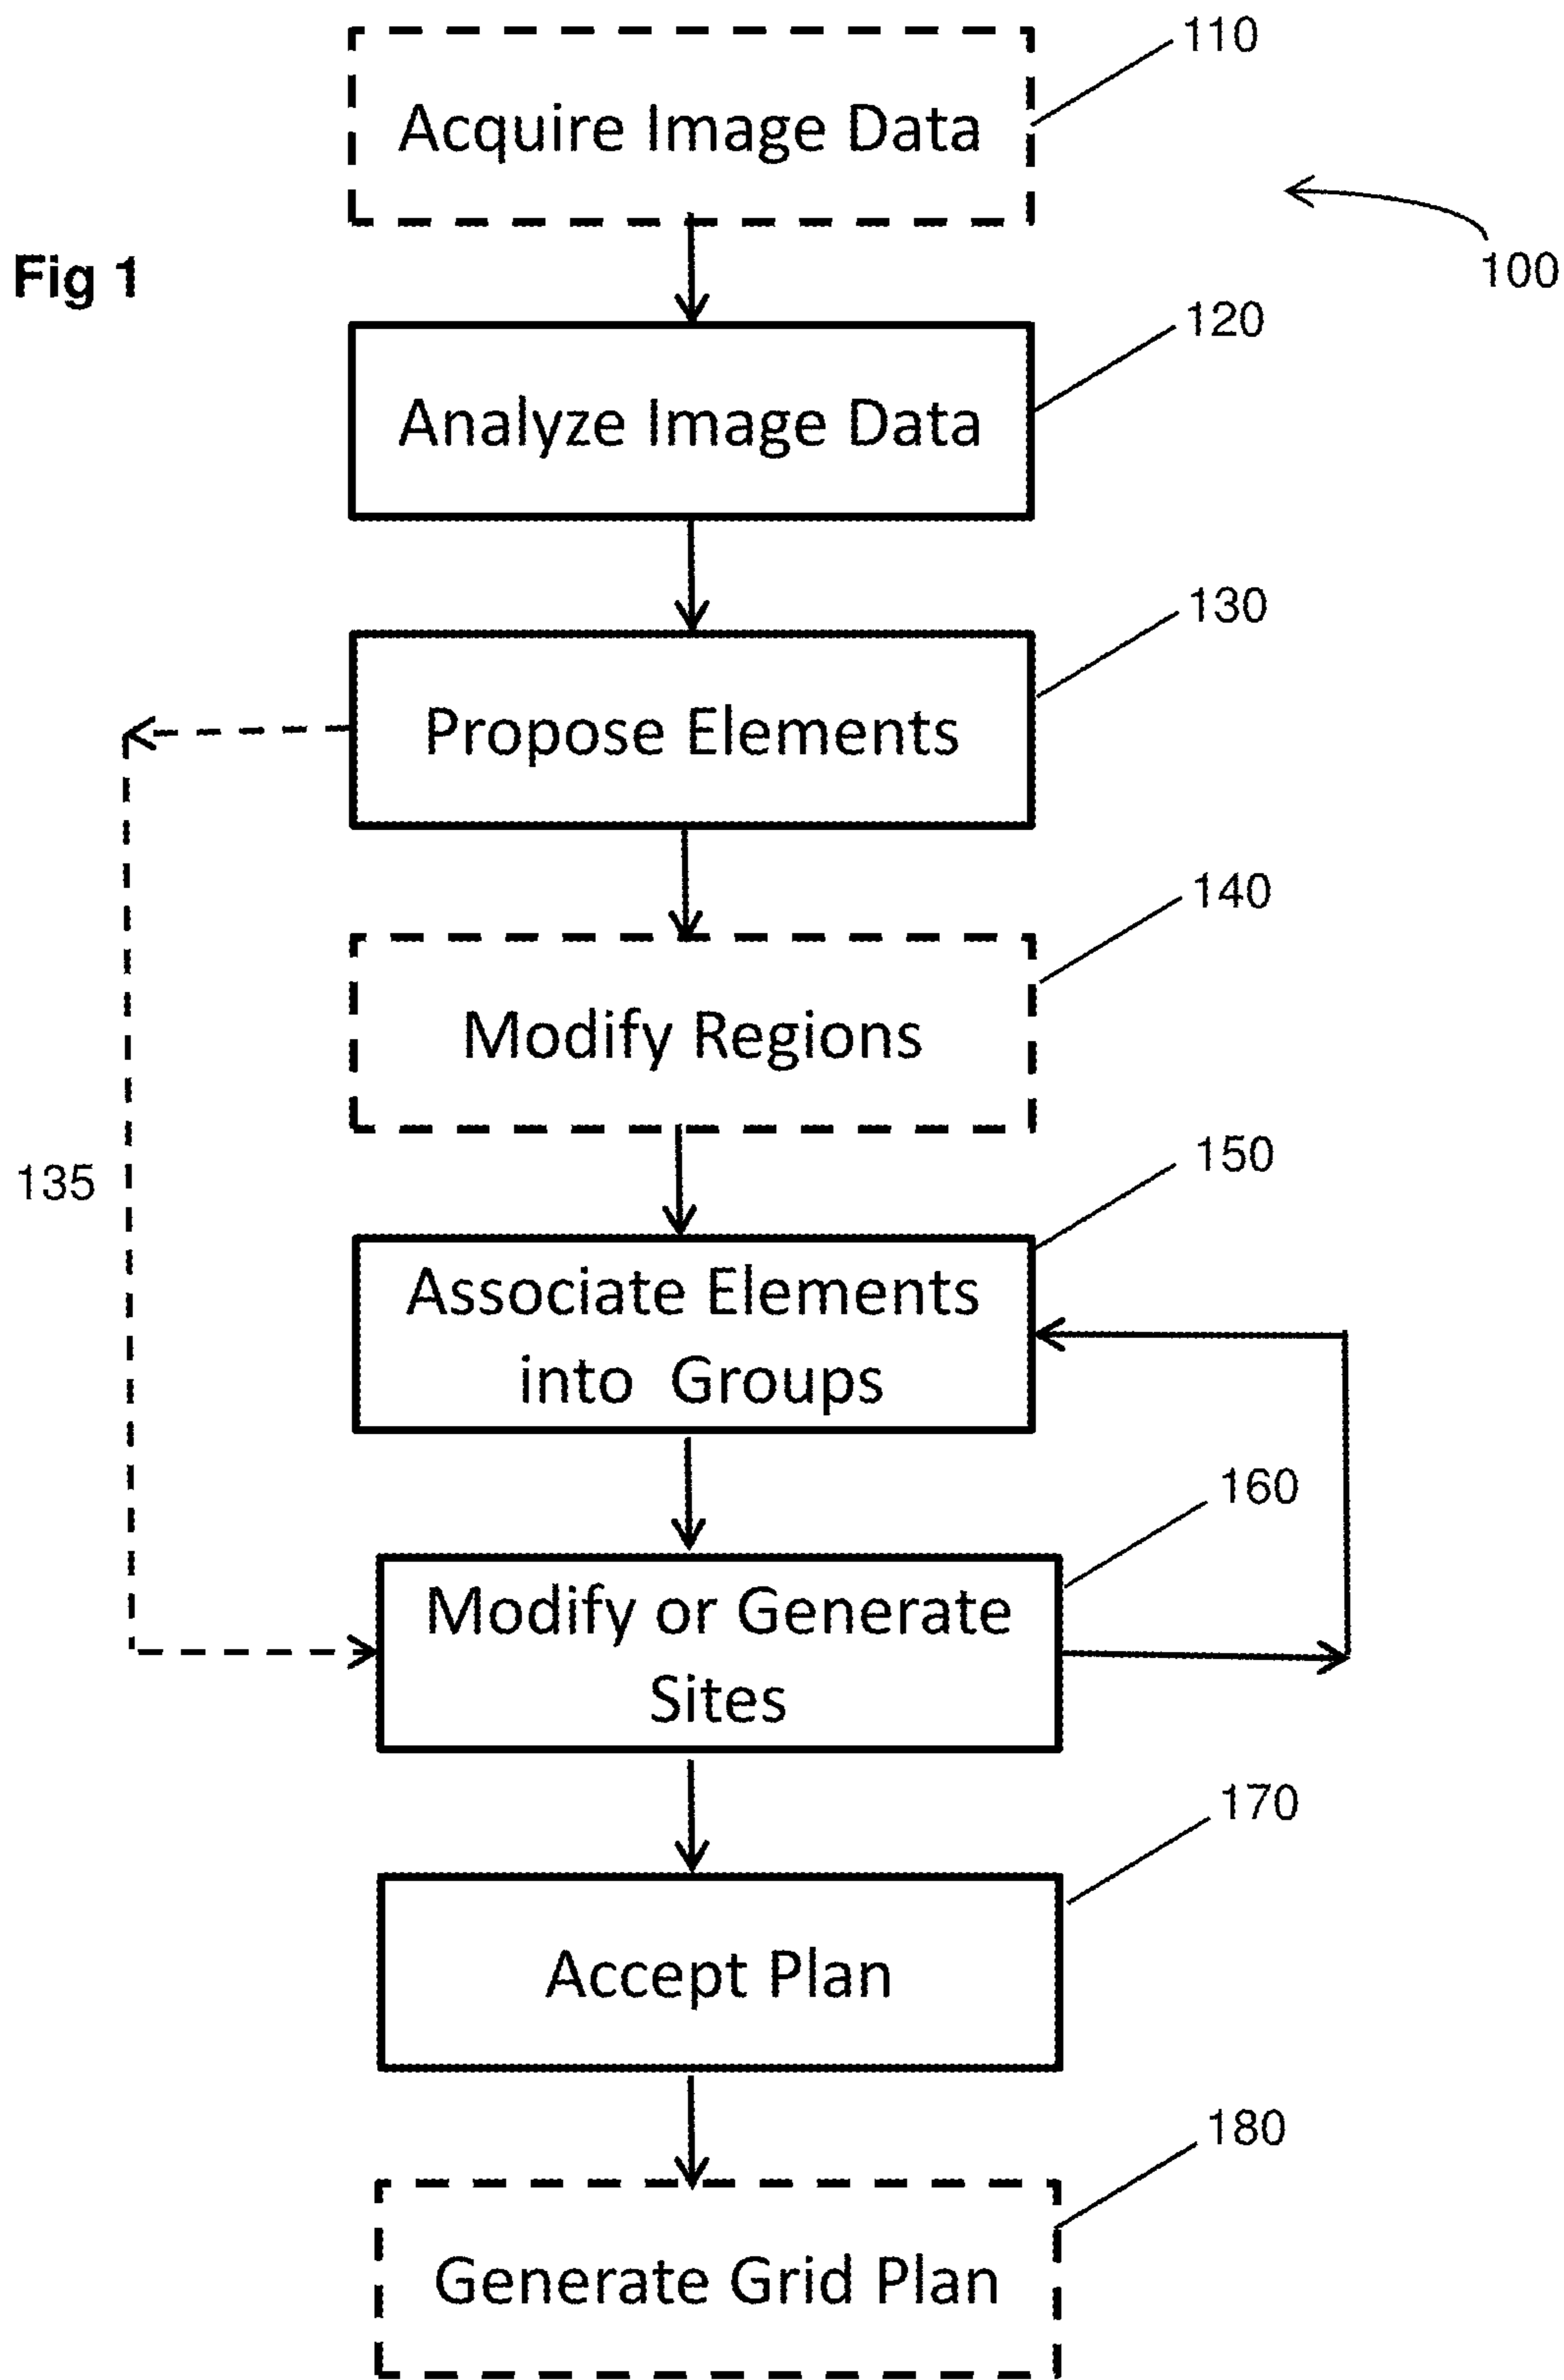 110
Acquire Image Data
100
Fig 1
120
Analyze Image Data
130
Propose Elements
140
Modify Regions
135
150
Associate Elements
into Groups
160
Modify or Generate
Sites
170
Accept Plan
180
Generate Grid Plan